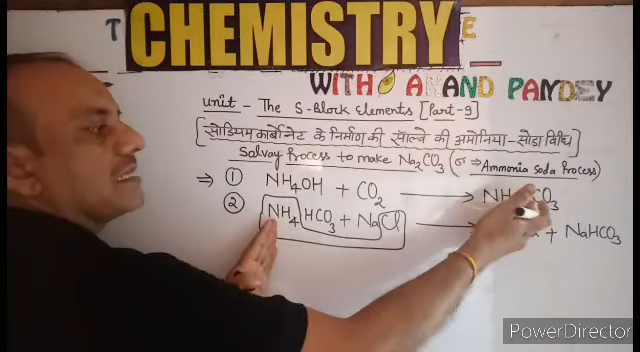 CHEMISTRY
WITH ANAND PANDEY
Unit - The S-Block Elements [Part-9]
[सोडियम कार्बोनेट के निर्माण की सॉल्वे की अमोनिया-सोडा विधि]
Solvay Process to make Na₂CO₃ (or ⇒ Ammonia Soda Process)
⇒ ① NH₄OH + CO₂ → NH CO₃
② NH₄HCO₃ + NaCl → + NaHCO₃
PowerDirector